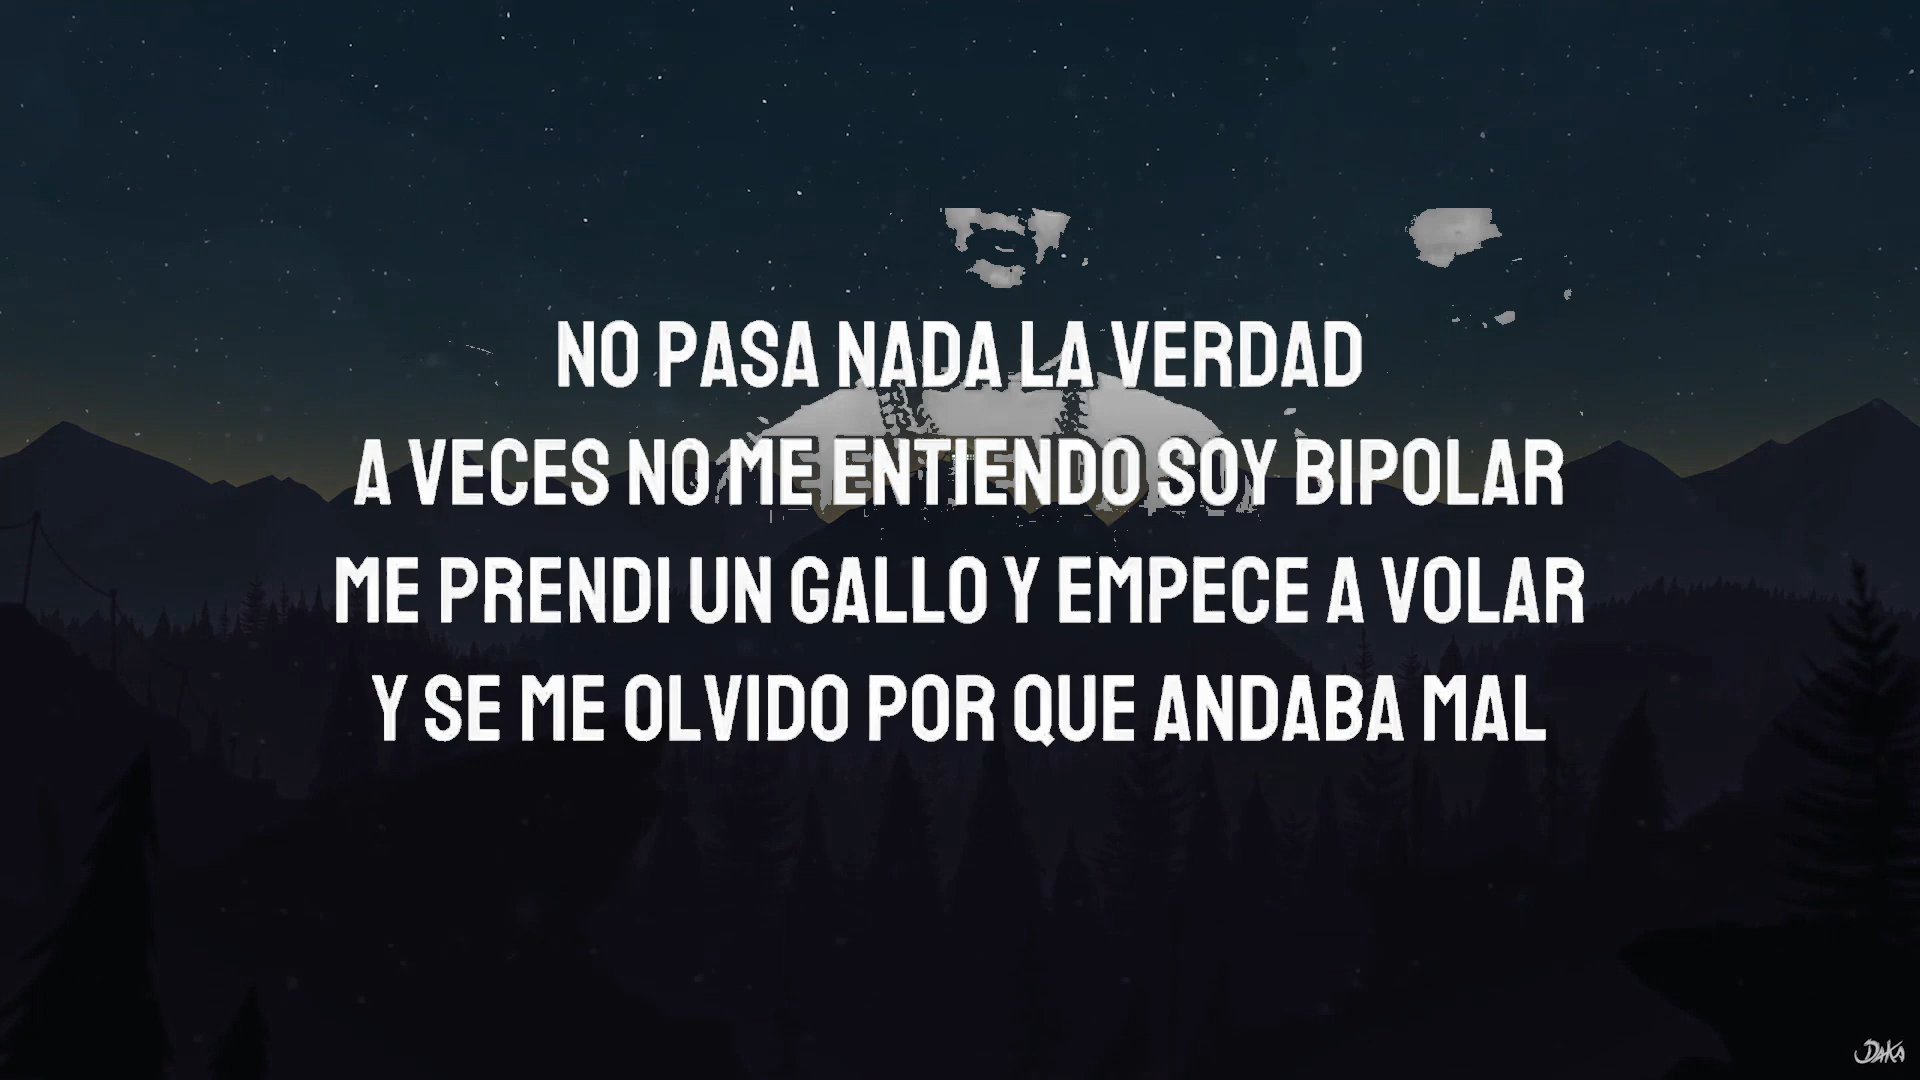 NO PASA NADA LA VERDAD
A VECES NO ME ENTIENDO SOY BIPOLAR
ME PRENDI UN GALLO Y EMPECE A VOLAR
Y SE ME OLVIDO POR QUE ANDABA MAL
DAKA